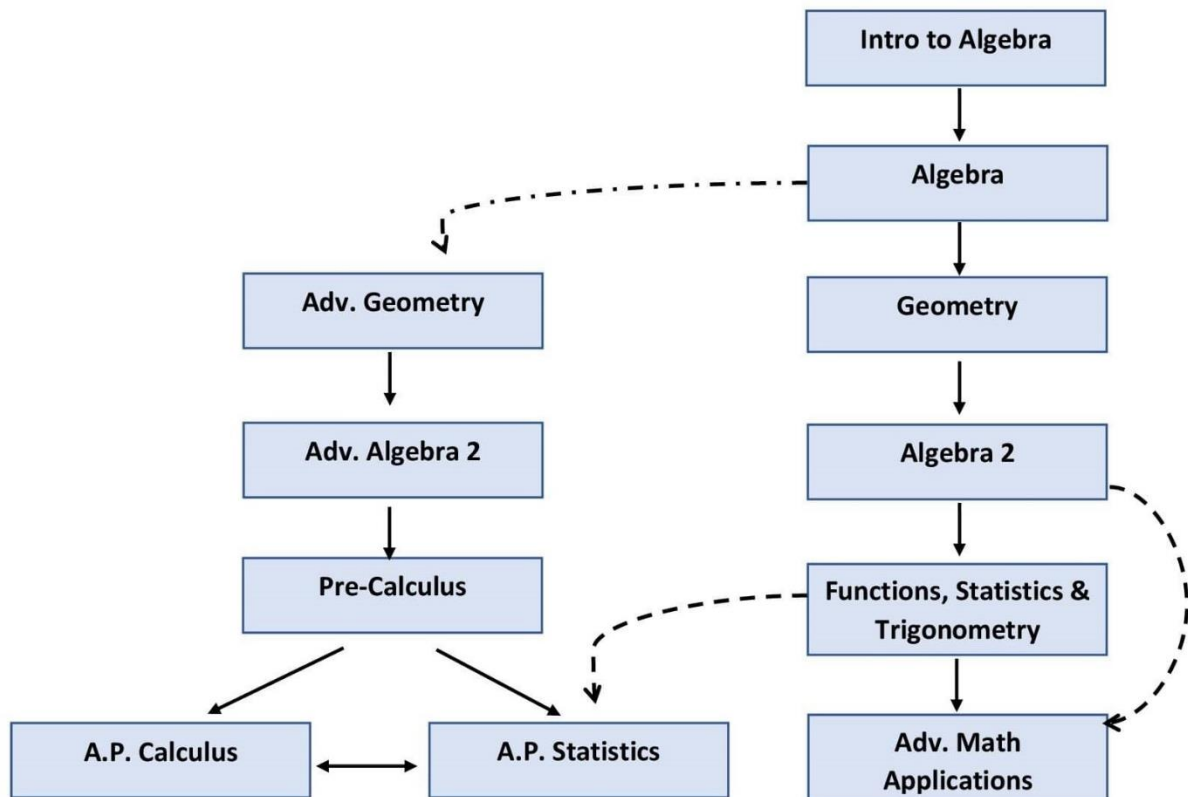 Intro to Algebra
Algebra
Adv. Geometry
Geometry
Adv. Algebra 2
Algebra 2
Pre-Calculus
Functions, Statistics &
Trigonometry
A.P. Calculus
A.P. Statistics
Adv. Math
Applications